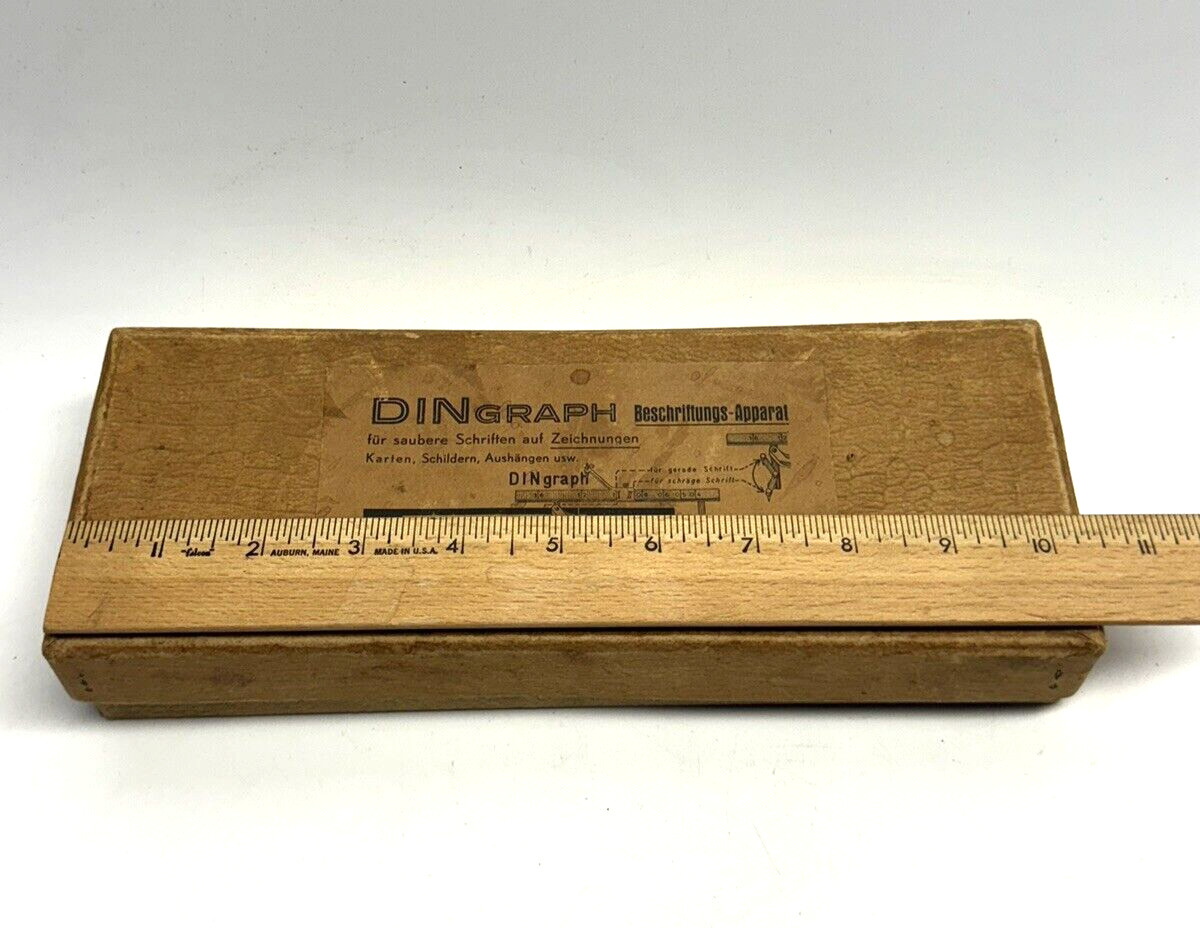 DINGRAPH Beschriftungs-Apparat
für saubere Schriften auf Zeichnungen
Karten, Schildern, Aushängen usw.
DINgraph
für gerade Schrift
für schräge Schrift
1 2 3 4 5 6 7 8 9 10 11
"Falcon" AUBURN, MAINE MADE IN U.S.A.